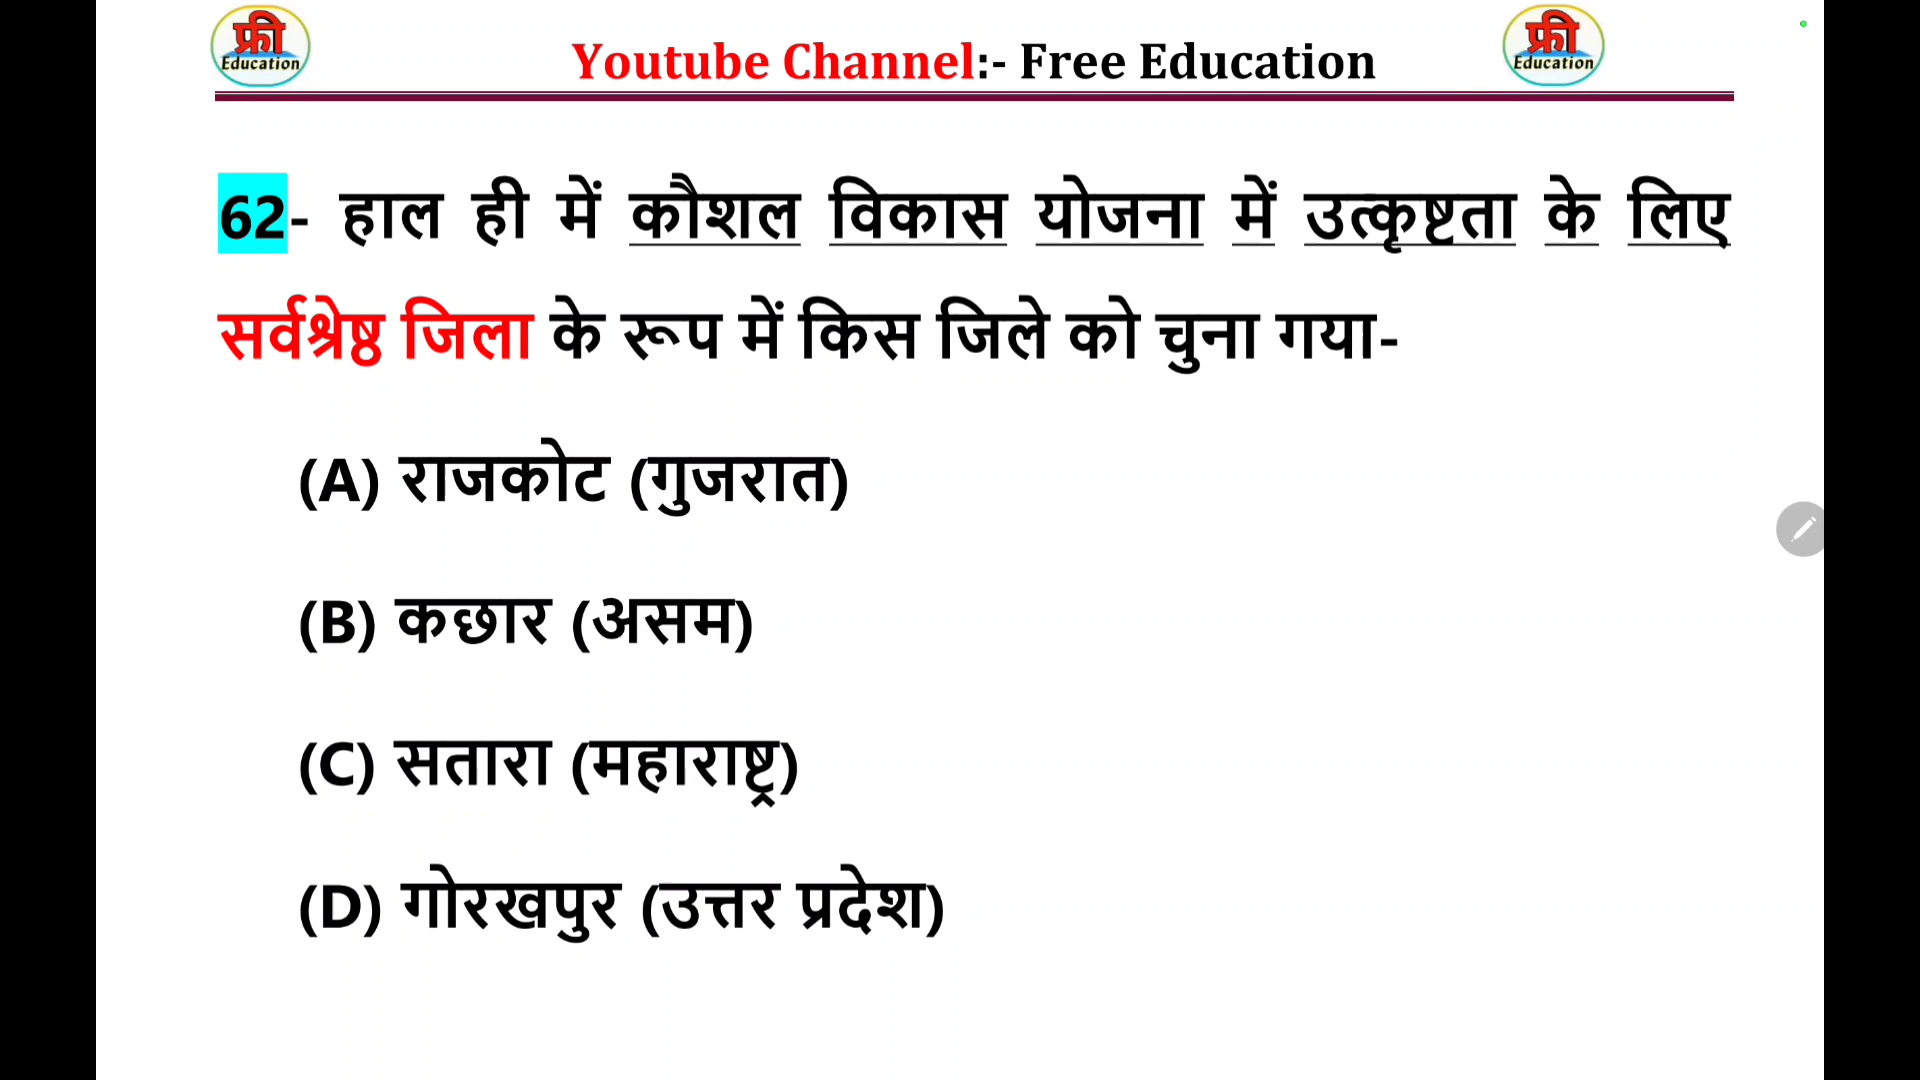 फ्री
Education
Youtube Channel:- Free Education
फ्री
Education
62- हाल ही में कौशल विकास योजना में उत्कृष्टता के लिए
सर्वश्रेष्ठ जिला के रूप में किस जिले को चुना गया-
(A) राजकोट (गुजरात)
(B) कछार (असम)
(C) सतारा (महाराष्ट्र)
(D) गोरखपुर (उत्तर प्रदेश)